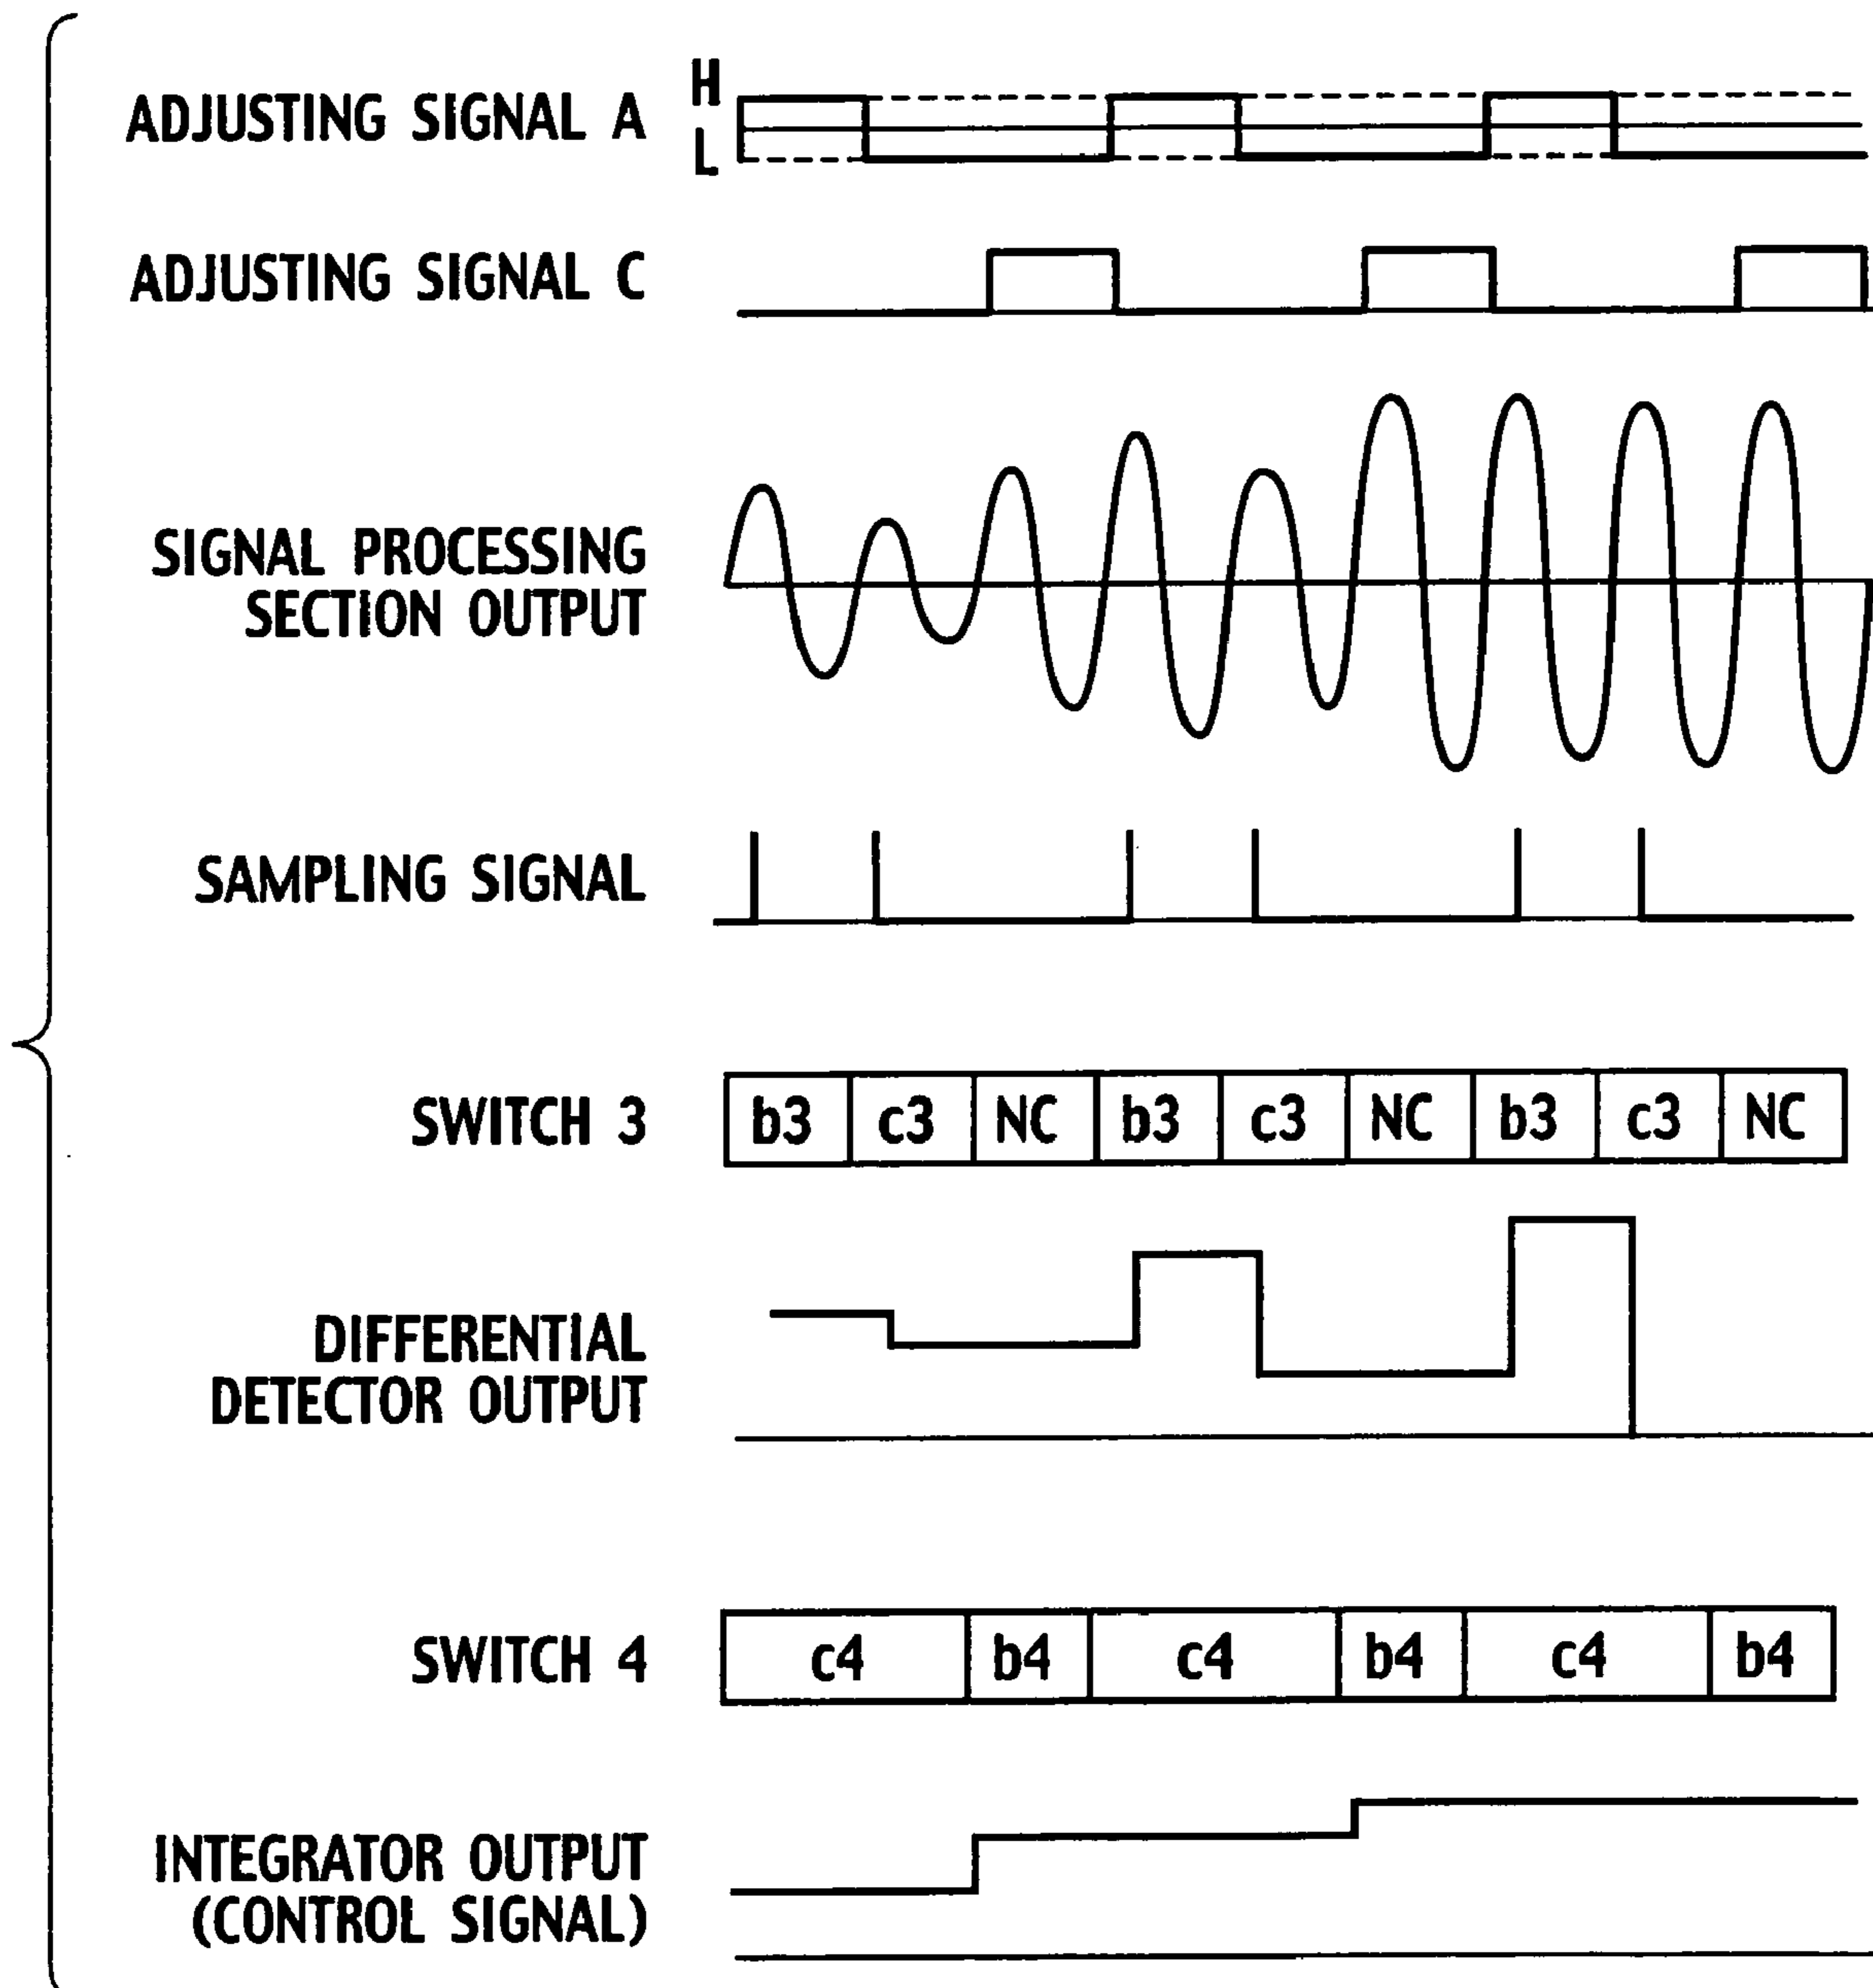 ADJUSTING SIGNAL A
H
L
ADJUSTING SIGNAL C
SIGNAL PROCESSING
SECTION OUTPUT
SAMPLING SIGNAL
SWITCH 3
b3 c3 NC b3 c3 NC b3 c3 NC
DIFFERENTIAL
DETECTOR OUTPUT
SWITCH 4
c4 b4 c4 b4 c4 b4
INTEGRATOR OUTPUT
(CONTROL SIGNAL)